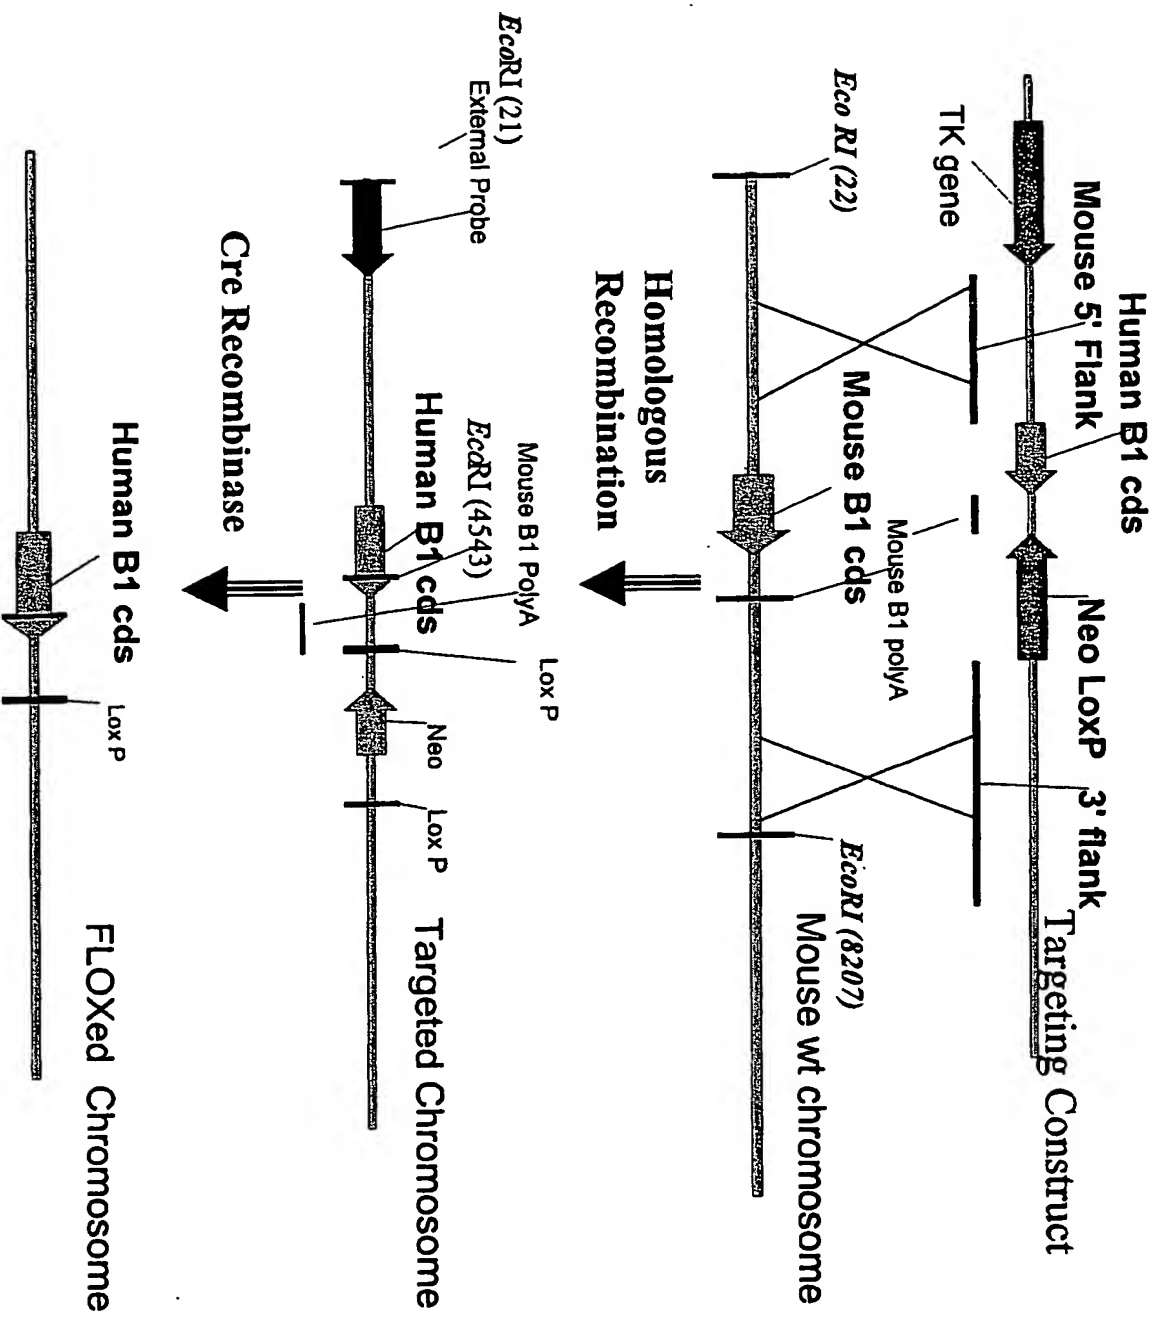 Human B1 cds
Mouse 5' Flank
Neo LoxP
3' flank
Targeting Construct
TK gene
Eco RI (22)
Mouse B1 cds
Mouse B1 polyA
EcoRI (8207)
Mouse wt chromosome
Homologous
Recombination
Mouse B1 PolyA
Lox P
EcoRI (21)
External Probe
EcoRI (4543)
Human B1 cds
Neo
Lox P
Targeted Chromosome
Cre Recombinase
Human B1 cds
Lox P
FLOXed Chromosome